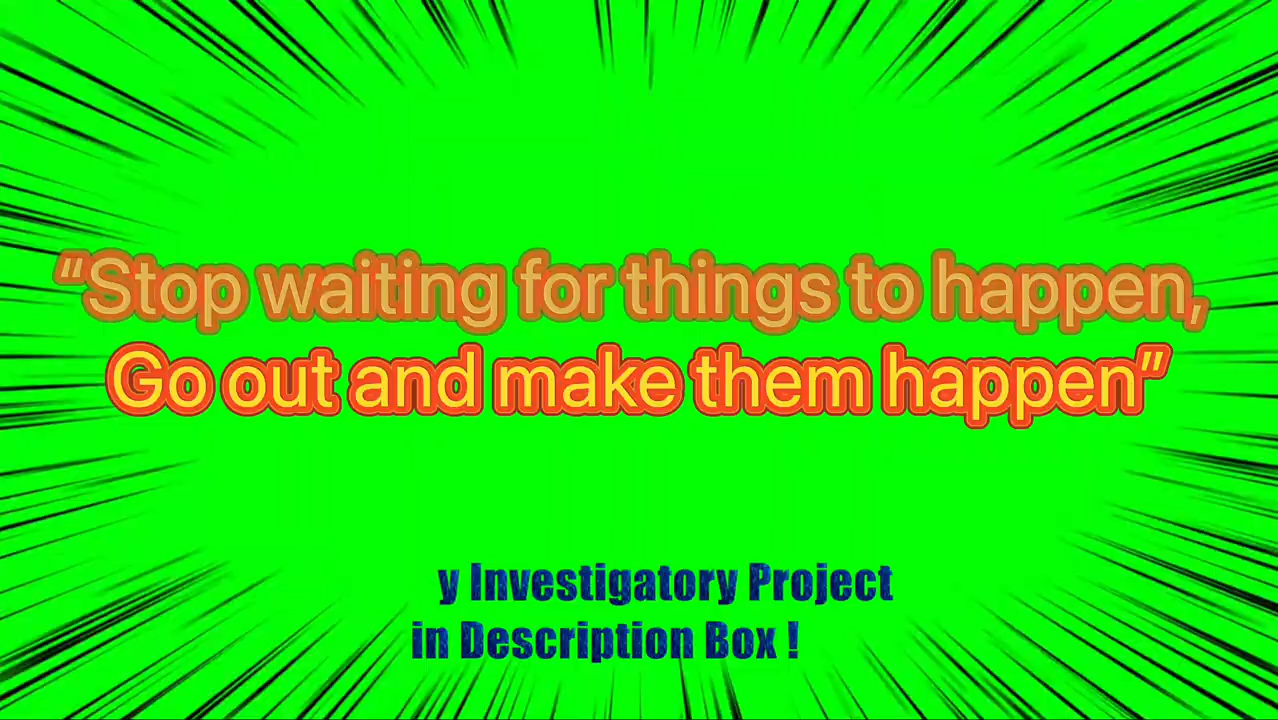 “Stop waiting for things to happen,
Go out and make them happen”
y Investigatory Project
in Description Box !